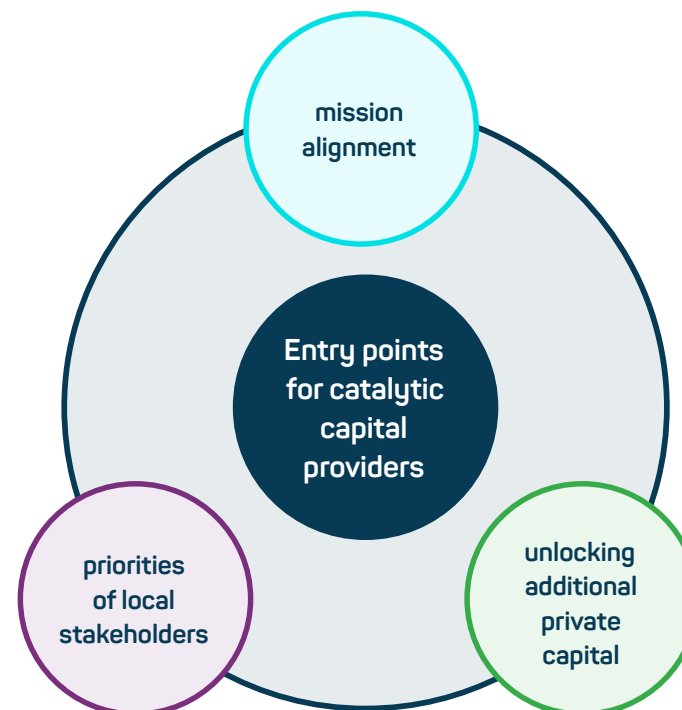 mission
alignment
Entry points
for catalytic
capital
providers
priorities
of local
stakeholders
unlocking
additional
private
capital